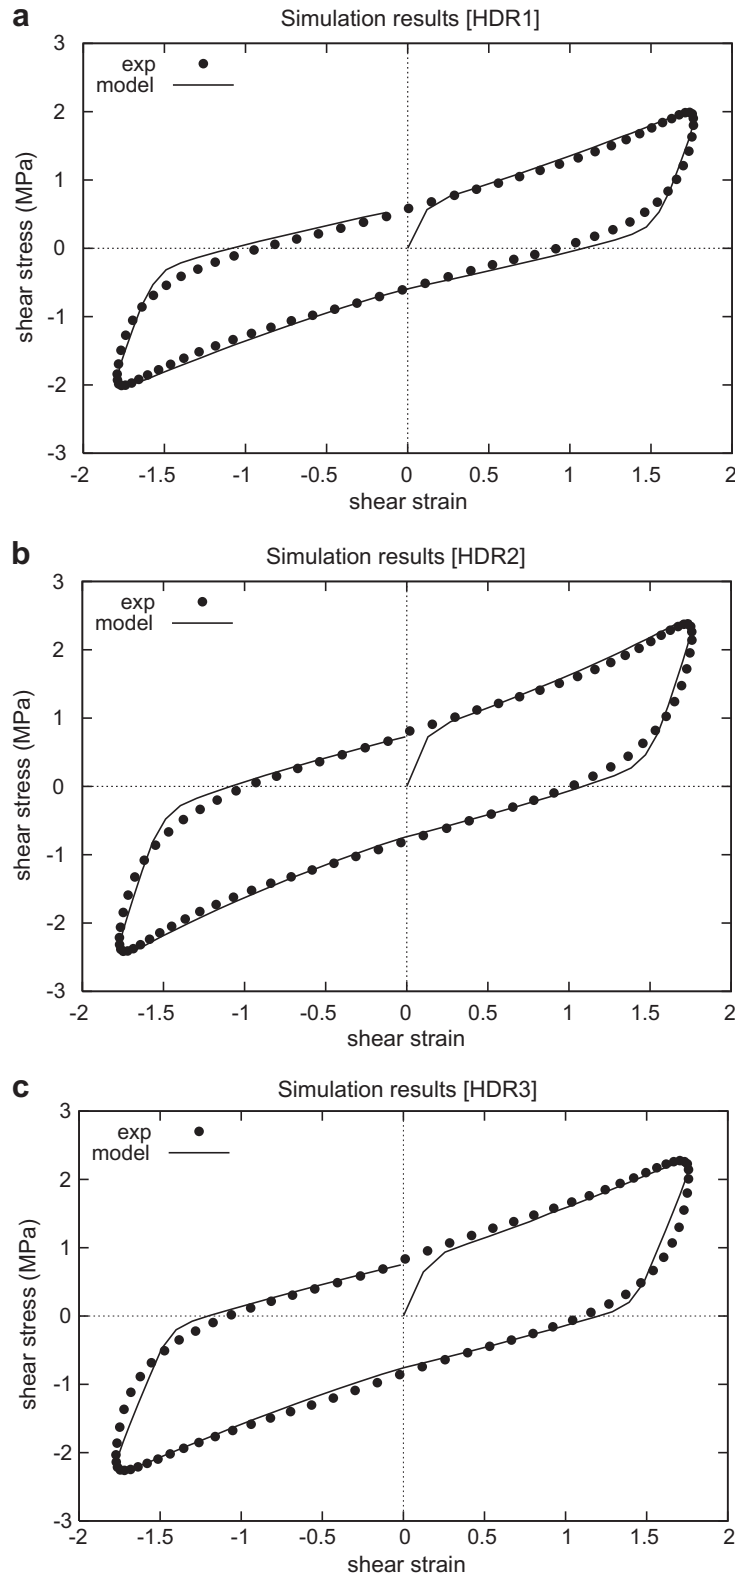 a
Simulation results [HDR1]
exp
model
3
2
1
0
-1
-2
-3
shear stress (MPa)
-2 -1.5 -1 -0.5 0 0.5 1 1.5 2
shear strain
b
Simulation results [HDR2]
exp
model
3
2
1
0
-1
-2
-3
shear stress (MPa)
-2 -1.5 -1 -0.5 0 0.5 1 1.5 2
shear strain
c
Simulation results [HDR3]
exp
model
3
2
1
0
-1
-2
-3
shear stress (MPa)
-2 -1.5 -1 -0.5 0 0.5 1 1.5 2
shear strain